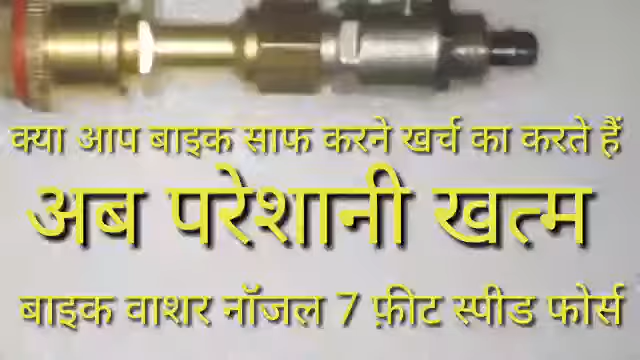 क्या आप बाइक साफ करने खर्च का करते हैं
अब परेशानी खत्म
बाइक वाशर नॉजल 7 फ़ीट स्पीड फोर्स